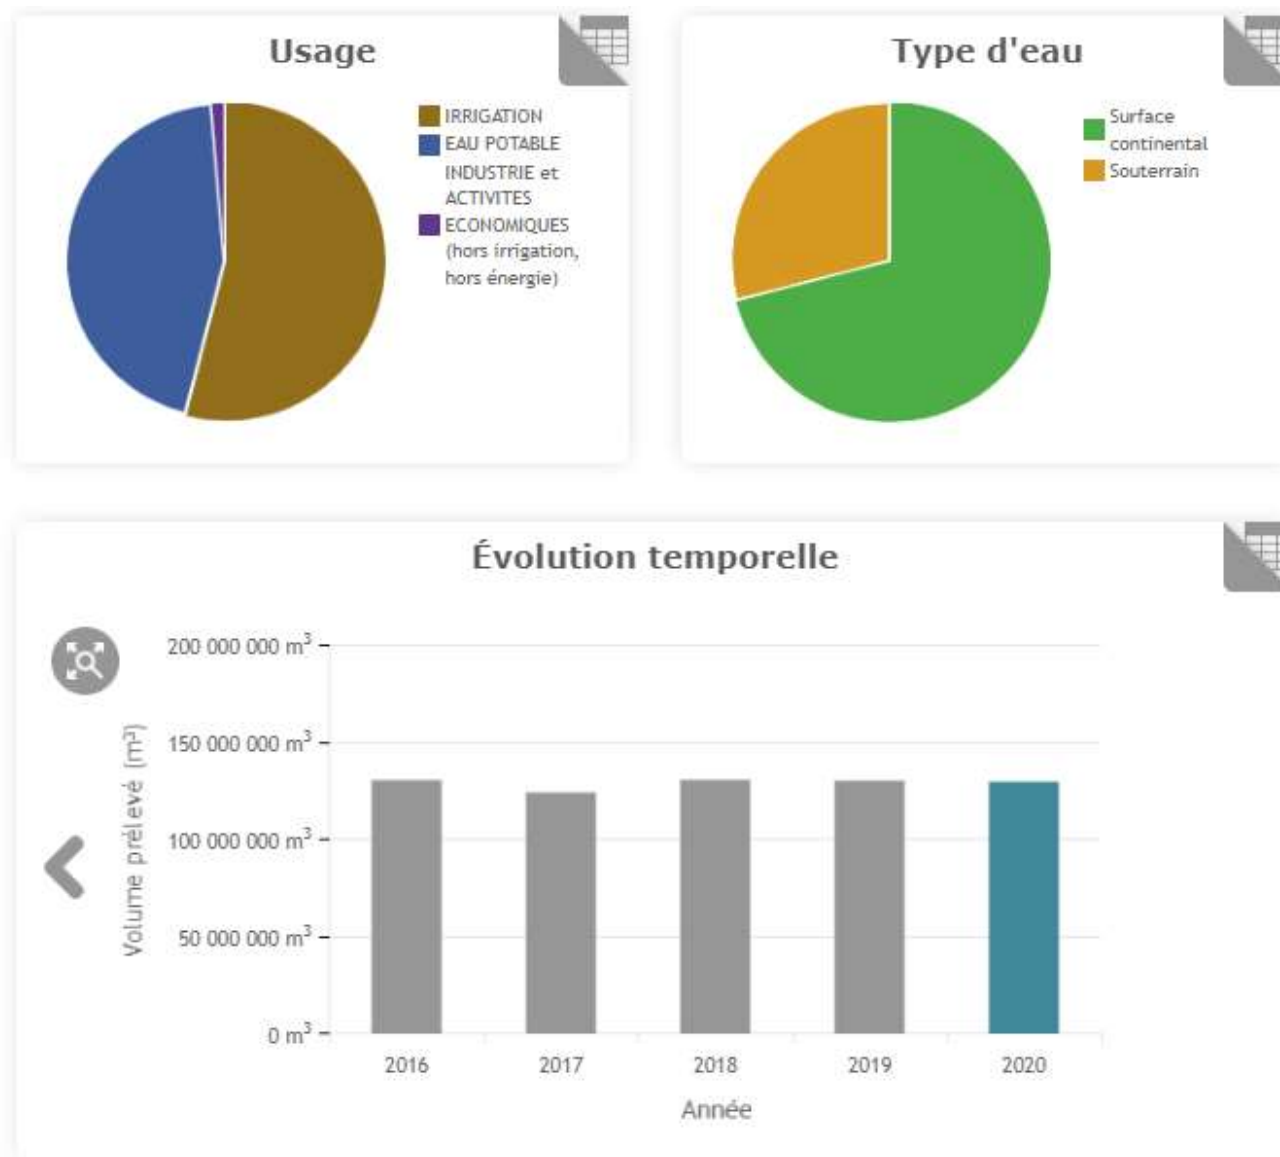 Usage
IRRIGATION
EAU POTABLE
INDUSTRIE et
ACTIVITES
ECONOMIQUES
(hors irrigation,
hors énergie)
Type d'eau
Surface
continental
Souterrain
Évolution temporelle
Volume prélevé (m³)
200 000 000 m³
150 000 000 m³
100 000 000 m³
50 000 000 m³
0 m³
2016 2017 2018 2019 2020
Année